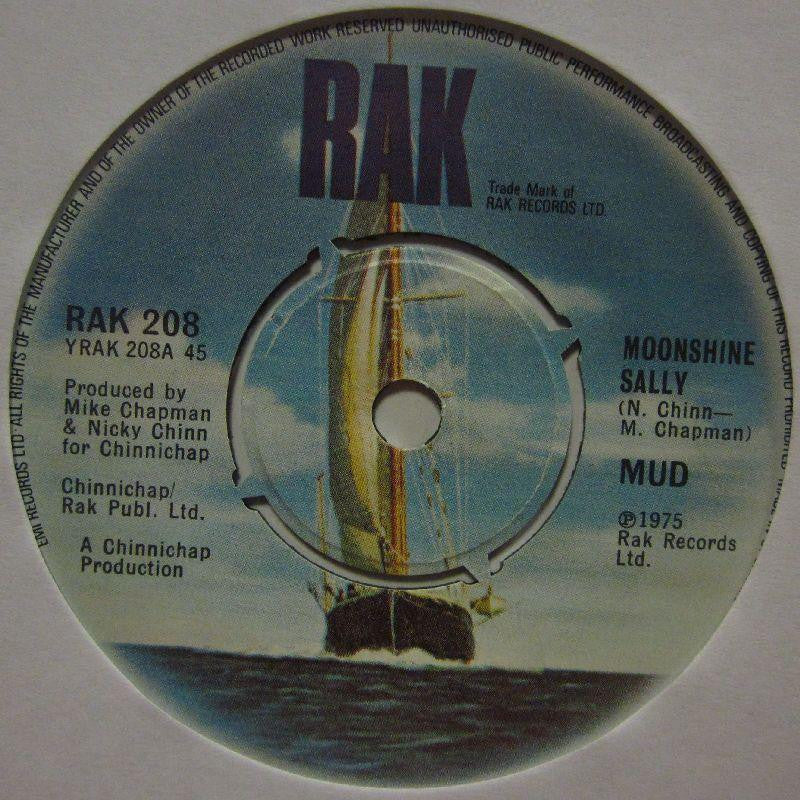 EMI RECORDS LTD · ALL RIGHTS OF THE MANUFACTURER AND OF THE OWNER OF THE RECORDED WORK RESERVED UNAUTHORISED PUBLIC PERFORMANCE BROADCASTING AND COPYING OF THIS RECORD PROHIBITED
RAK
Trade Mark of
RAK RECORDS LTD.
RAK 208
YRAK 208A 45
Produced by
Mike Chapman
& Nicky Chinn
for Chinnichap
Chinnichap/
Rak Publ. Ltd.
A Chinnichap
Production
MOONSHINE
SALLY
(N. Chinn—
M. Chapman)
MUD
℗1975
Rak Records
Ltd.